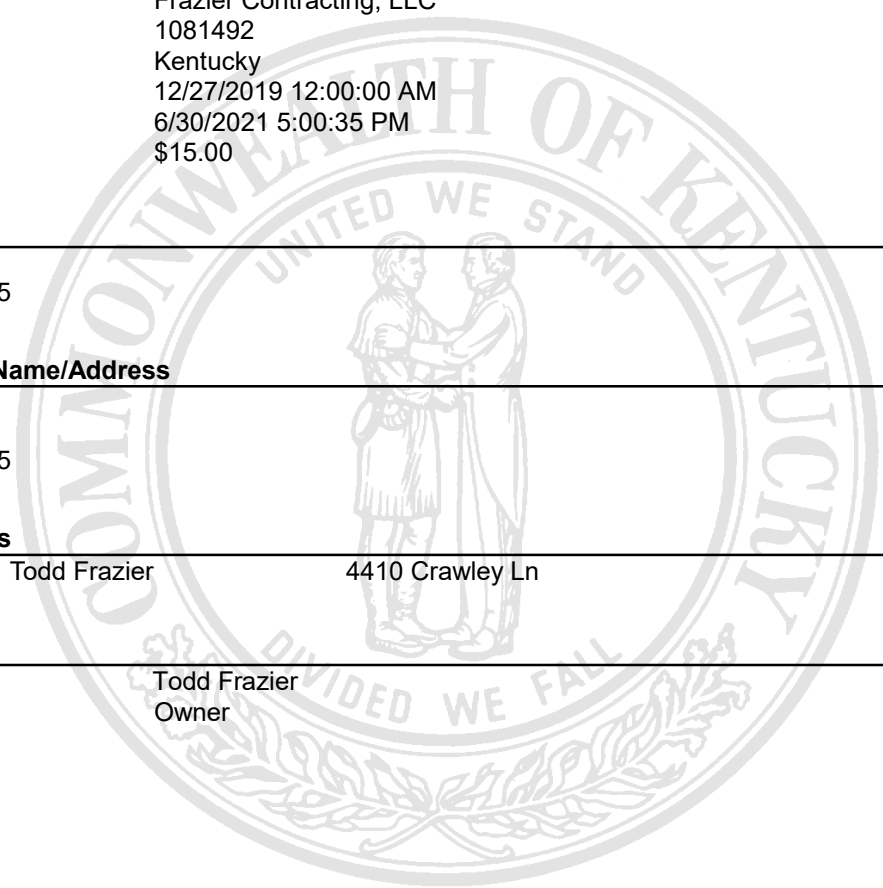 Frazier Contracting, LLC
1081492
Kentucky
12/27/2019 12:00:00 AM
6/30/2021 5:00:35 PM
$15.00
COMMONWEALTH OF KENTUCKY
UNITED WE STAND
5
Name/Address
5
s
Todd Frazier 4410 Crawley Ln
DIVIDED WE FALL
Todd Frazier
Owner